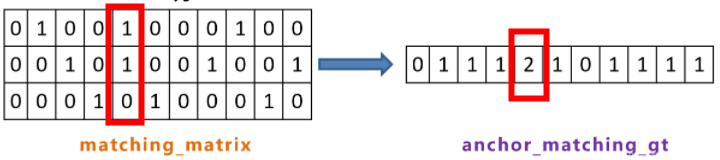 0 1 0 0 1 0 0 0 1 0 0
0 0 1 0 1 0 0 1 0 0 1
0 0 0 1 0 1 0 0 0 1 0
0 1 1 1 2 1 0 1 1 1 1
matching_matrix
anchor_matching_gt